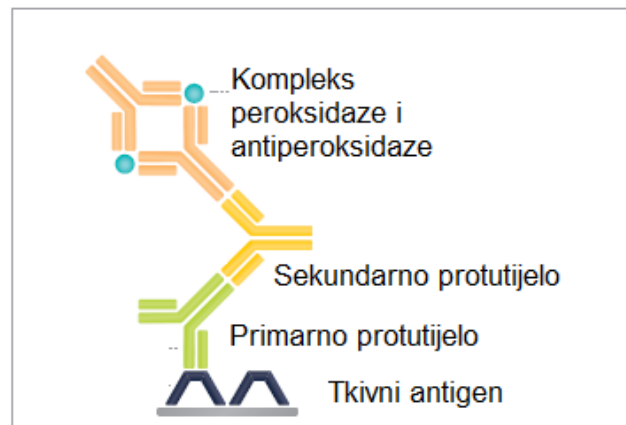 Kompleks
peroksidaze i
antiperoksidaze
Sekundarno protutijelo
Primarno protutijelo
Tkivni antigen